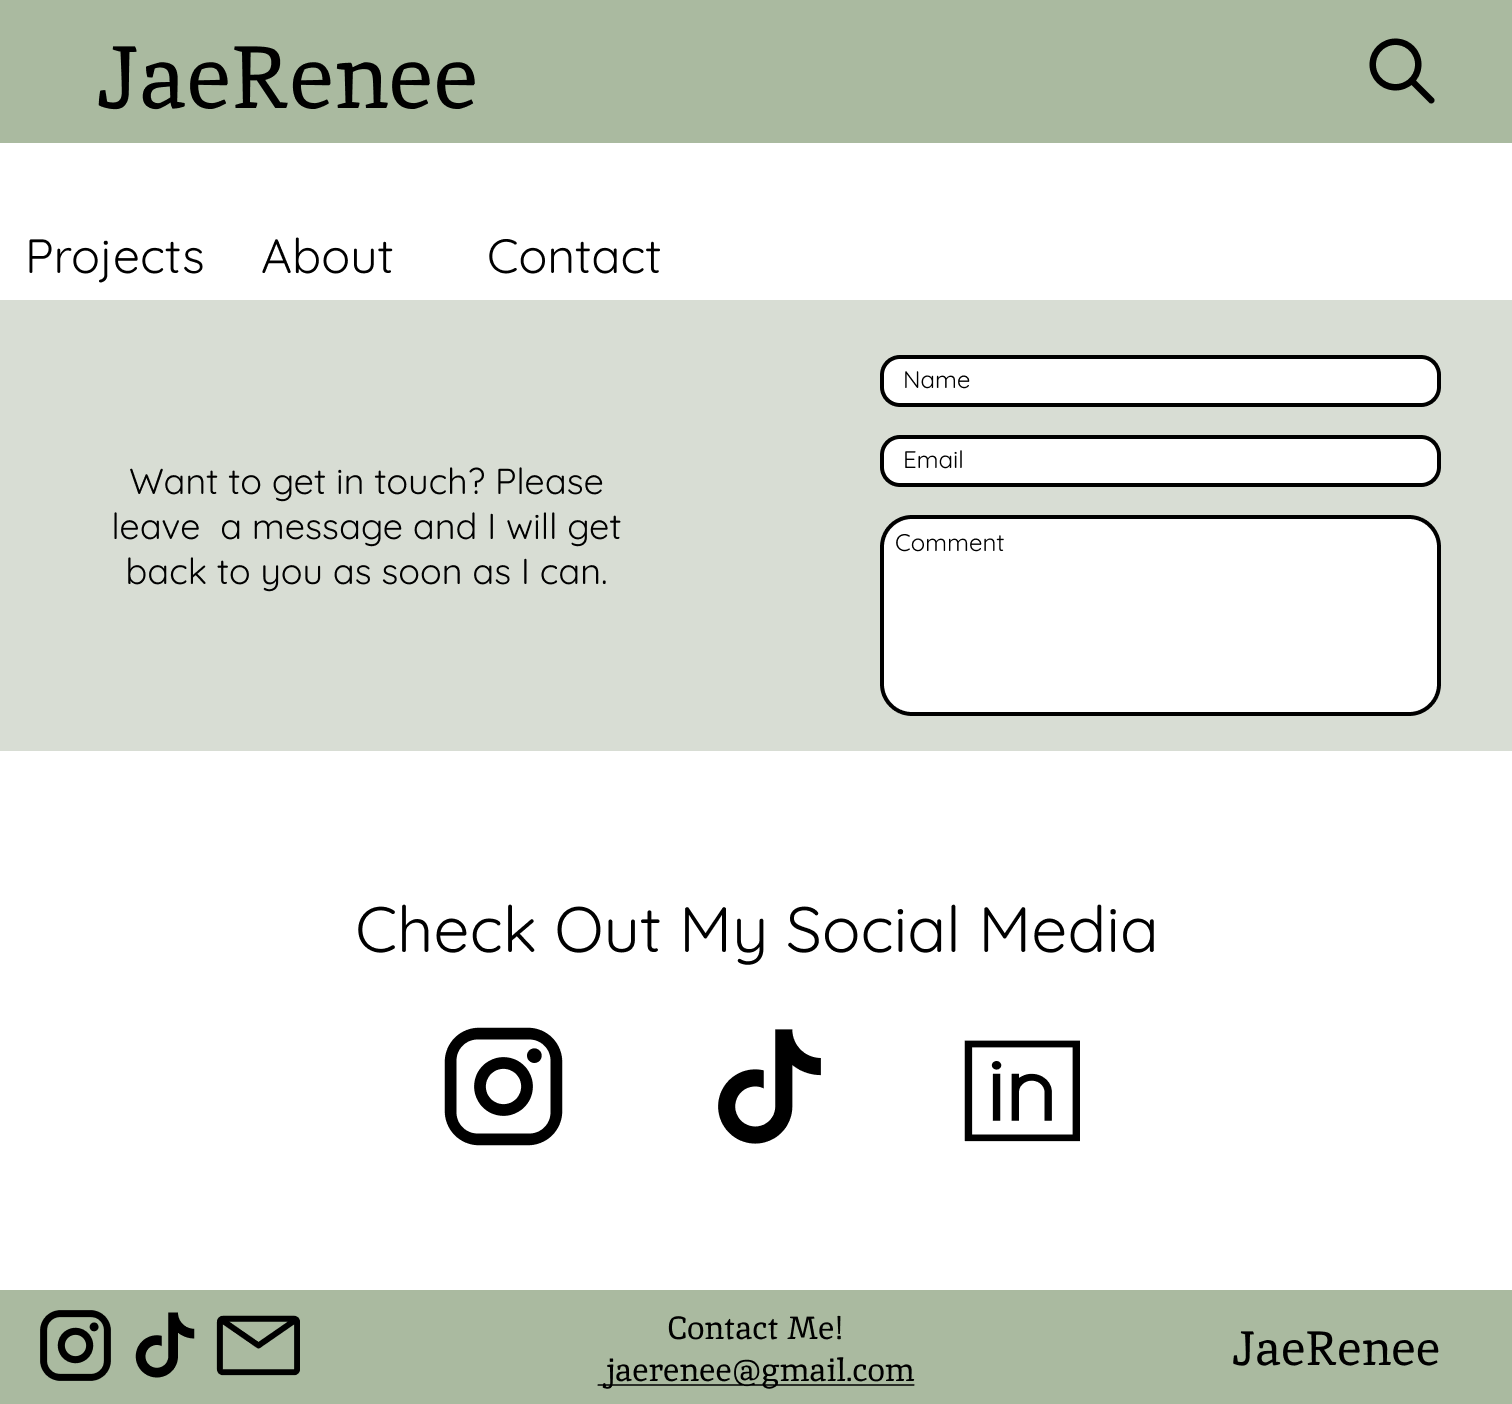 JaeRenee
Projects About Contact
Want to get in touch? Please
leave  a message and I will get
back to you as soon as I can.
Name
Email
Comment
Check Out My Social Media
in
Contact Me!
jaerenee@gmail.com
JaeRenee